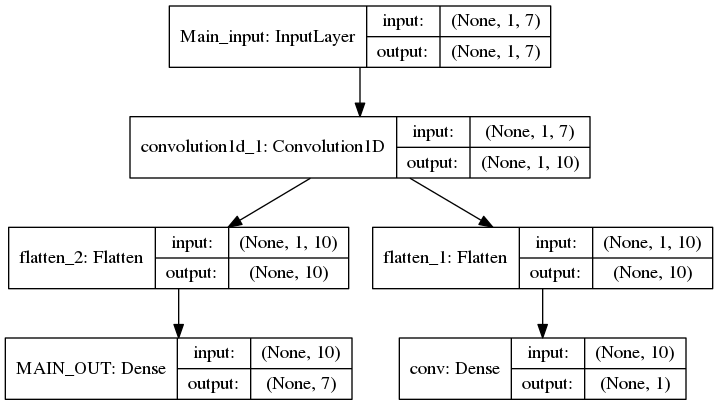 Main_input: InputLayer
input: (None, 1, 7)
output: (None, 1, 7)
convolution1d_1: Convolution1D
input: (None, 1, 7)
output: (None, 1, 10)
flatten_2: Flatten
input: (None, 1, 10)
output: (None, 10)
flatten_1: Flatten
input: (None, 1, 10)
output: (None, 10)
MAIN_OUT: Dense
input: (None, 10)
output: (None, 7)
conv: Dense
input: (None, 10)
output: (None, 1)